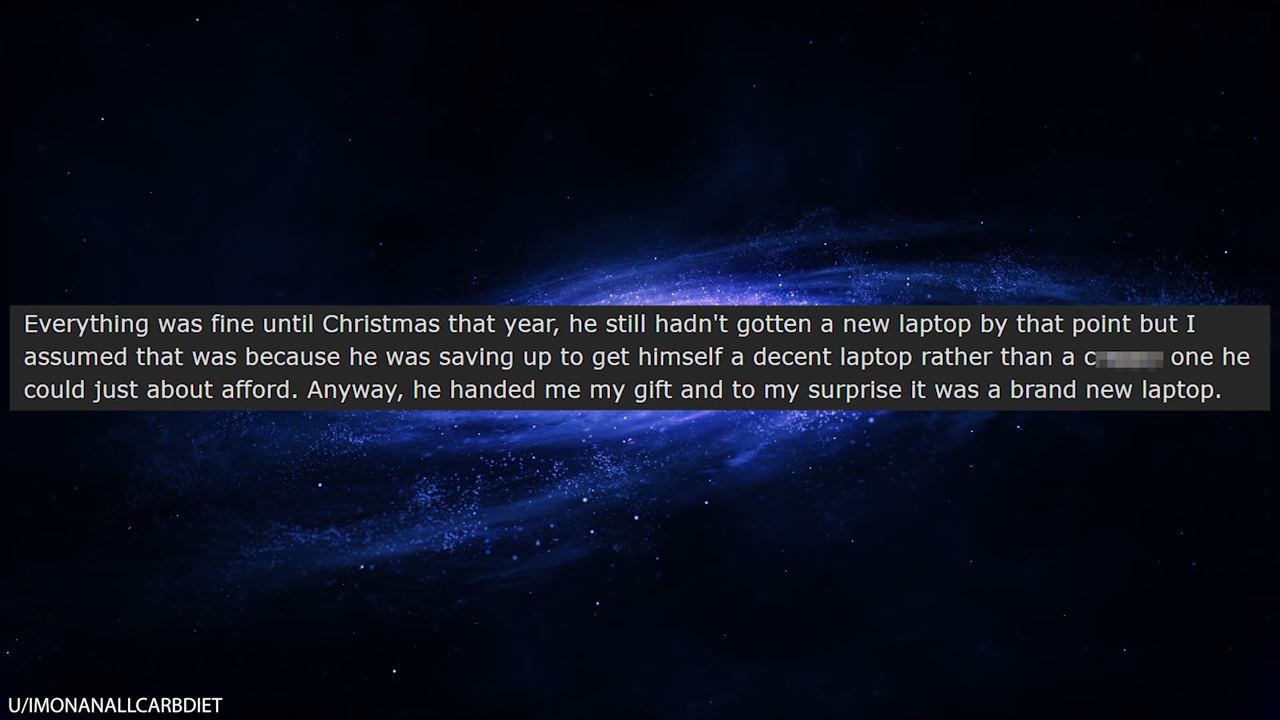 Everything was fine until Christmas that year, he still hadn't gotten a new laptop by that point but I
assumed that was because he was saving up to get himself a decent laptop rather than a c one he
could just about afford. Anyway, he handed me my gift and to my surprise it was a brand new laptop.
U/IMONANALLCARBDIET